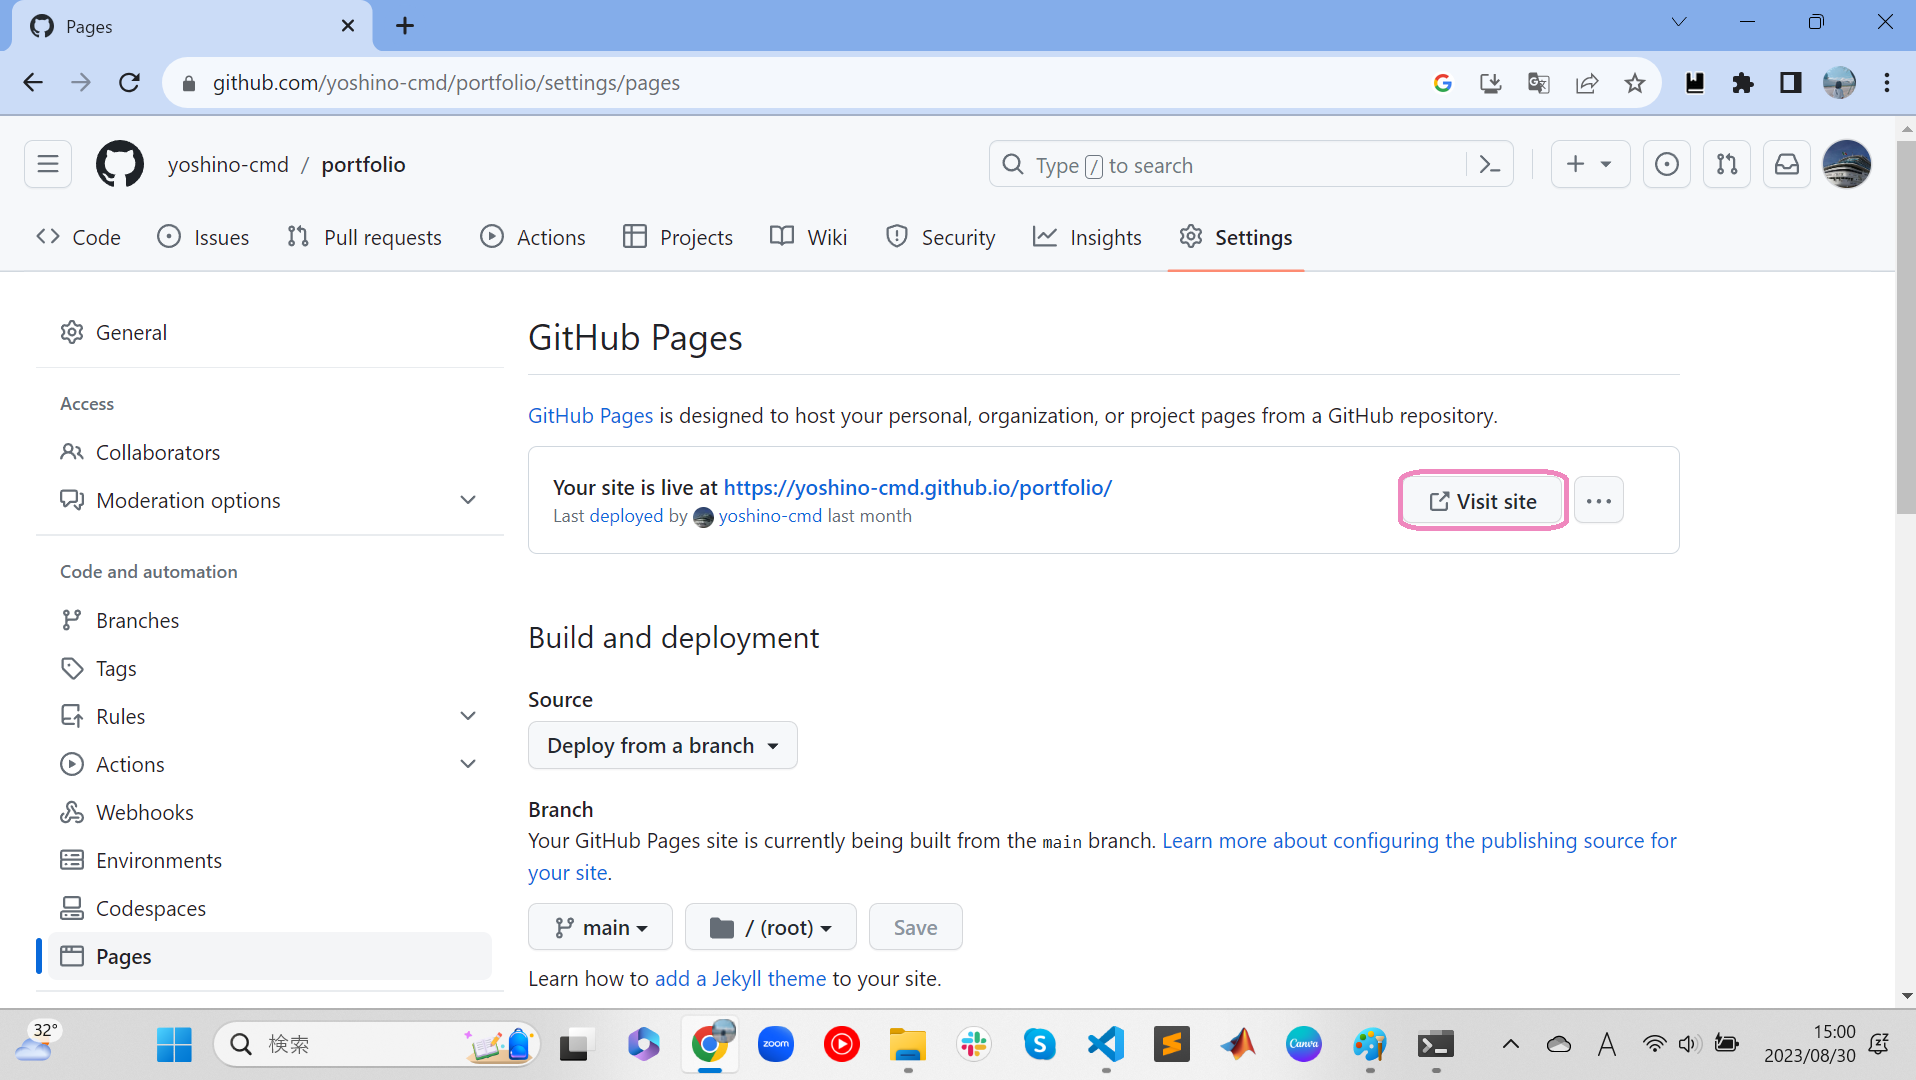 Pages
github.com/yoshino-cmd/portfolio/settings/pages
yoshino-cmd / portfolio
Type / to search
Code
Issues
Pull requests
Actions
Projects
Wiki
Security
Insights
Settings
General
Access
Collaborators
Moderation options
Code and automation
Branches
Tags
Rules
Actions
Webhooks
Environments
Codespaces
Pages
GitHub Pages
GitHub Pages is designed to host your personal, organization, or project pages from a GitHub repository.
Your site is live at https://yoshino-cmd.github.io/portfolio/
Last deployed by yoshino-cmd last month
Visit site
Build and deployment
Source
Deploy from a branch
Branch
Your GitHub Pages site is currently being built from the main branch. Learn more about configuring the publishing source for
your site.
main
/ (root)
Save
Learn how to add a Jekyll theme to your site.
32°
検索
zoom
Canva
A
15:00
2023/08/30